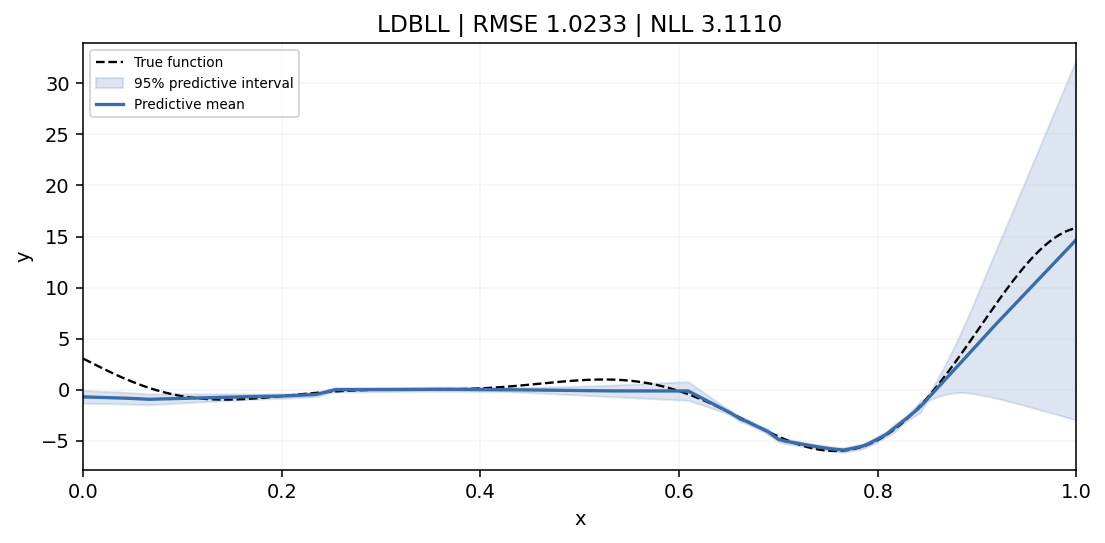 LDBLL | RMSE 1.0233 | NLL 3.1110
True function
95% predictive interval
Predictive mean
30
25
20
15
10
5
0
−5
y
0.0 0.2 0.4 0.6 0.8 1.0
x